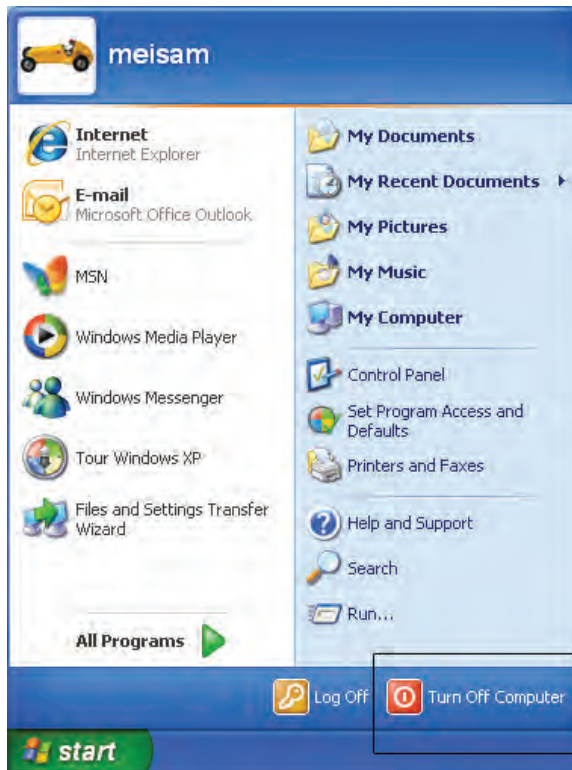 meisam
Internet
Internet Explorer
E-mail
Microsoft Office Outlook
MSN
Windows Media Player
Windows Messenger
Tour Windows XP
Files and Settings Transfer
Wizard
All Programs
My Documents
My Recent Documents
My Pictures
My Music
My Computer
Control Panel
Set Program Access and
Defaults
Printers and Faxes
Help and Support
Search
Run...
Log Off
Turn Off Computer
start